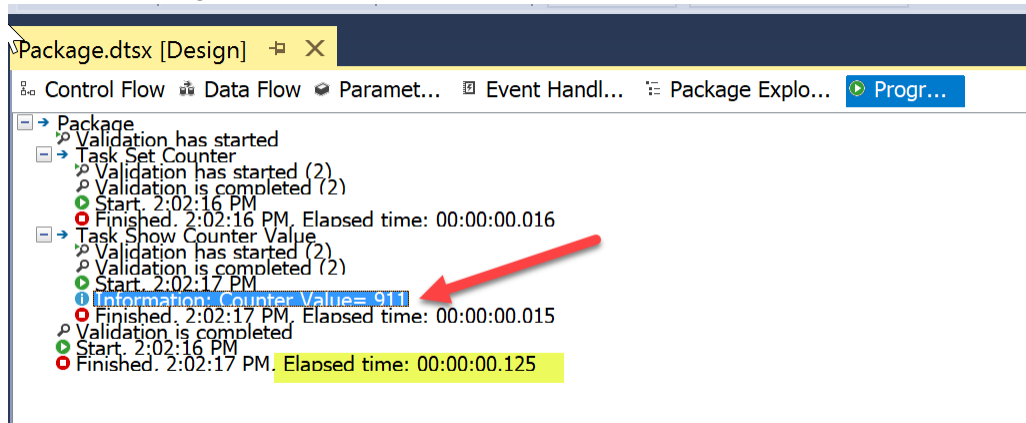 Package.dtsx [Design]
Control Flow Data Flow Paramet... Event Handl... Package Explo... Progr...
Package
Validation has started
Task Set Counter
Validation has started (2)
Validation is completed (2)
Start, 2:02:16 PM
Finished, 2:02:16 PM, Elapsed time: 00:00:00.016
Task Show Counter Value
Validation has started (2)
Validation is completed (2)
Start, 2:02:17 PM
Information: Counter Value= 911
Finished, 2:02:17 PM, Elapsed time: 00:00:00.015
Validation is completed
Start, 2:02:16 PM
Finished, 2:02:17 PM, Elapsed time: 00:00:00.125